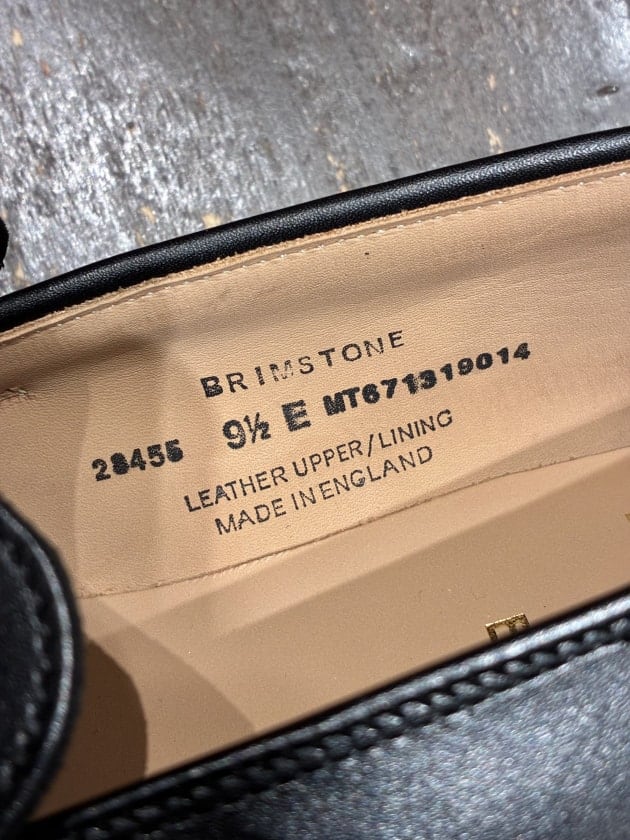 BRIMSTONE
28455 9½ E MT671319014
LEATHER UPPER/LINING
MADE IN ENGLAND